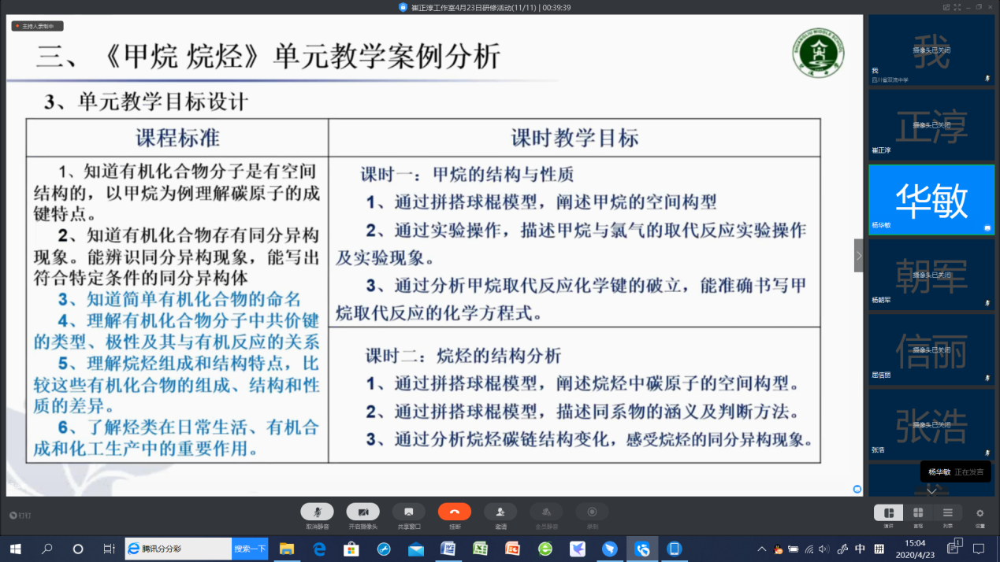 崔正淳工作室4月23日研修活动(11/11) | 00:39:39
主持人录制中
三、《甲烷 烷烃》单元教学案例分析
SHUANGLIU MIDDLE SCHOOL
3、单元教学目标设计
课程标准
课时教学目标
1、知道有机化合物分子是有空间
结构的，以甲烷为例理解碳原子的成
键特点。
2、知道有机化合物存有同分异构
现象。能辨识同分异构现象，能写出
符合特定条件的同分异构体
3、知道简单有机化合物的命名
4、理解有机化合物分子中共价键
的类型、极性及其与有机反应的关系
5、理解烷烃组成和结构特点，比
较这些有机化合物的组成、结构和性
质的差异。
6、了解烃类在日常生活、有机合
成和化工生产中的重要作用。
课时一：甲烷的结构与性质
1、通过拼搭球棍模型，阐述甲烷的空间构型
2、通过实验操作，描述甲烷与氯气的取代反应实验操作
及实验现象。
3、通过分析甲烷取代反应化学键的破立，能准确书写甲
烷取代反应的化学方程式。
课时二：烷烃的结构分析
1、通过拼搭球棍模型，阐述烷烃中碳原子的空间构型。
2、通过拼搭球棍模型，描述同系物的涵义及判断方法。
3、通过分析烷烃碳链结构变化，感受烷烃的同分异构现象。
我
摄像头已关闭
我
四川省双流中学
正淳
摄像头已关闭
崔正淳
华敏
杨华敏
朝军
摄像头已关闭
杨朝军
信丽
摄像头已关闭
屈信丽
张浩
摄像头已关闭
张浩
杨华敏 正在发言
钉钉
取消静音
开启摄像头
共享窗口
挂断
邀请
全员静音
录制
演讲
宫格
列表
设置
腾讯分分彩
搜索一下
中
拼
15:04
2020/4/23
1